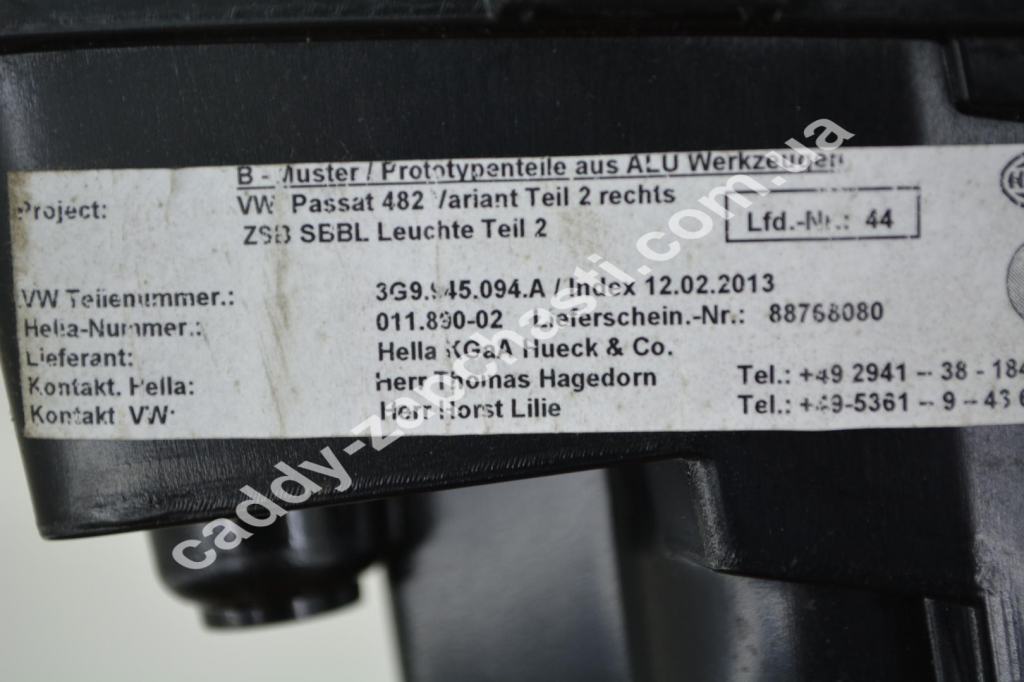 B - Muster / Prototypenteile aus ALU Werkzeugen
Project: VW Passat 482 Variant Teil 2 rechts
ZSB SBBL Leuchte Teil 2 Lfd.-Nr.: 44
VW Teilenummer.: 3G9.945.094.A / Index 12.02.2013
Hella-Nummer.: 011.890-02 Lieferschein.-Nr.: 88768080
Lieferant: Hella KGaA Hueck & Co.
Kontakt. Hella: Herr Thomas Hagedorn Tel.: +49 2941 – 38 - 184
Kontakt VW: Herr Horst Lilie Tel.: +49-5361 – 9 – 43
caddy-zapchasti.com.ua